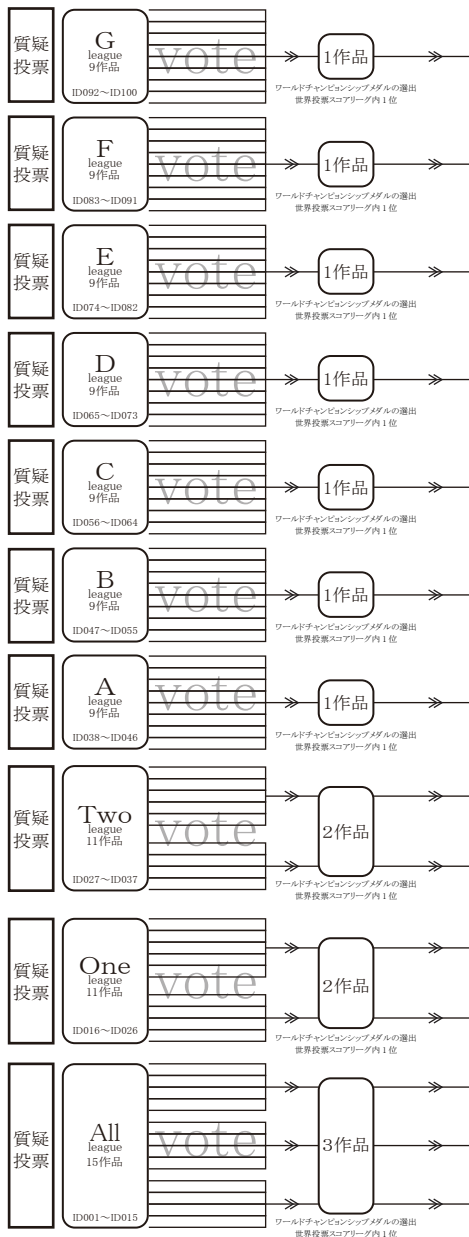 質疑
投票
G
league
9作品
ID092～ID100
vote
1作品
ワールドチャンピョンシップメダルの選出
世界投票スコアリーグ内1位
質疑
投票
F
league
9作品
ID083～ID091
vote
1作品
ワールドチャンピョンシップメダルの選出
世界投票スコアリーグ内1位
質疑
投票
E
league
9作品
ID074～ID082
vote
1作品
ワールドチャンピョンシップメダルの選出
世界投票スコアリーグ内1位
質疑
投票
D
league
9作品
ID065～ID073
vote
1作品
ワールドチャンピョンシップメダルの選出
世界投票スコアリーグ内1位
質疑
投票
C
league
9作品
ID056～ID064
vote
1作品
ワールドチャンピョンシップメダルの選出
世界投票スコアリーグ内1位
質疑
投票
B
league
9作品
ID047～ID055
vote
1作品
ワールドチャンピョンシップメダルの選出
世界投票スコアリーグ内1位
質疑
投票
A
league
9作品
ID038～ID046
vote
1作品
ワールドチャンピョンシップメダルの選出
世界投票スコアリーグ内1位
質疑
投票
Two
league
11作品
ID027～ID037
vote
2作品
ワールドチャンピョンシップメダルの選出
世界投票スコアリーグ内1位
質疑
投票
One
league
11作品
ID016～ID026
vote
2作品
ワールドチャンピョンシップメダルの選出
世界投票スコアリーグ内1位
質疑
投票
All
league
15作品
ID001～ID015
vote
3作品
ワールドチャンピョンシップメダルの選出
世界投票スコアリーグ内1位